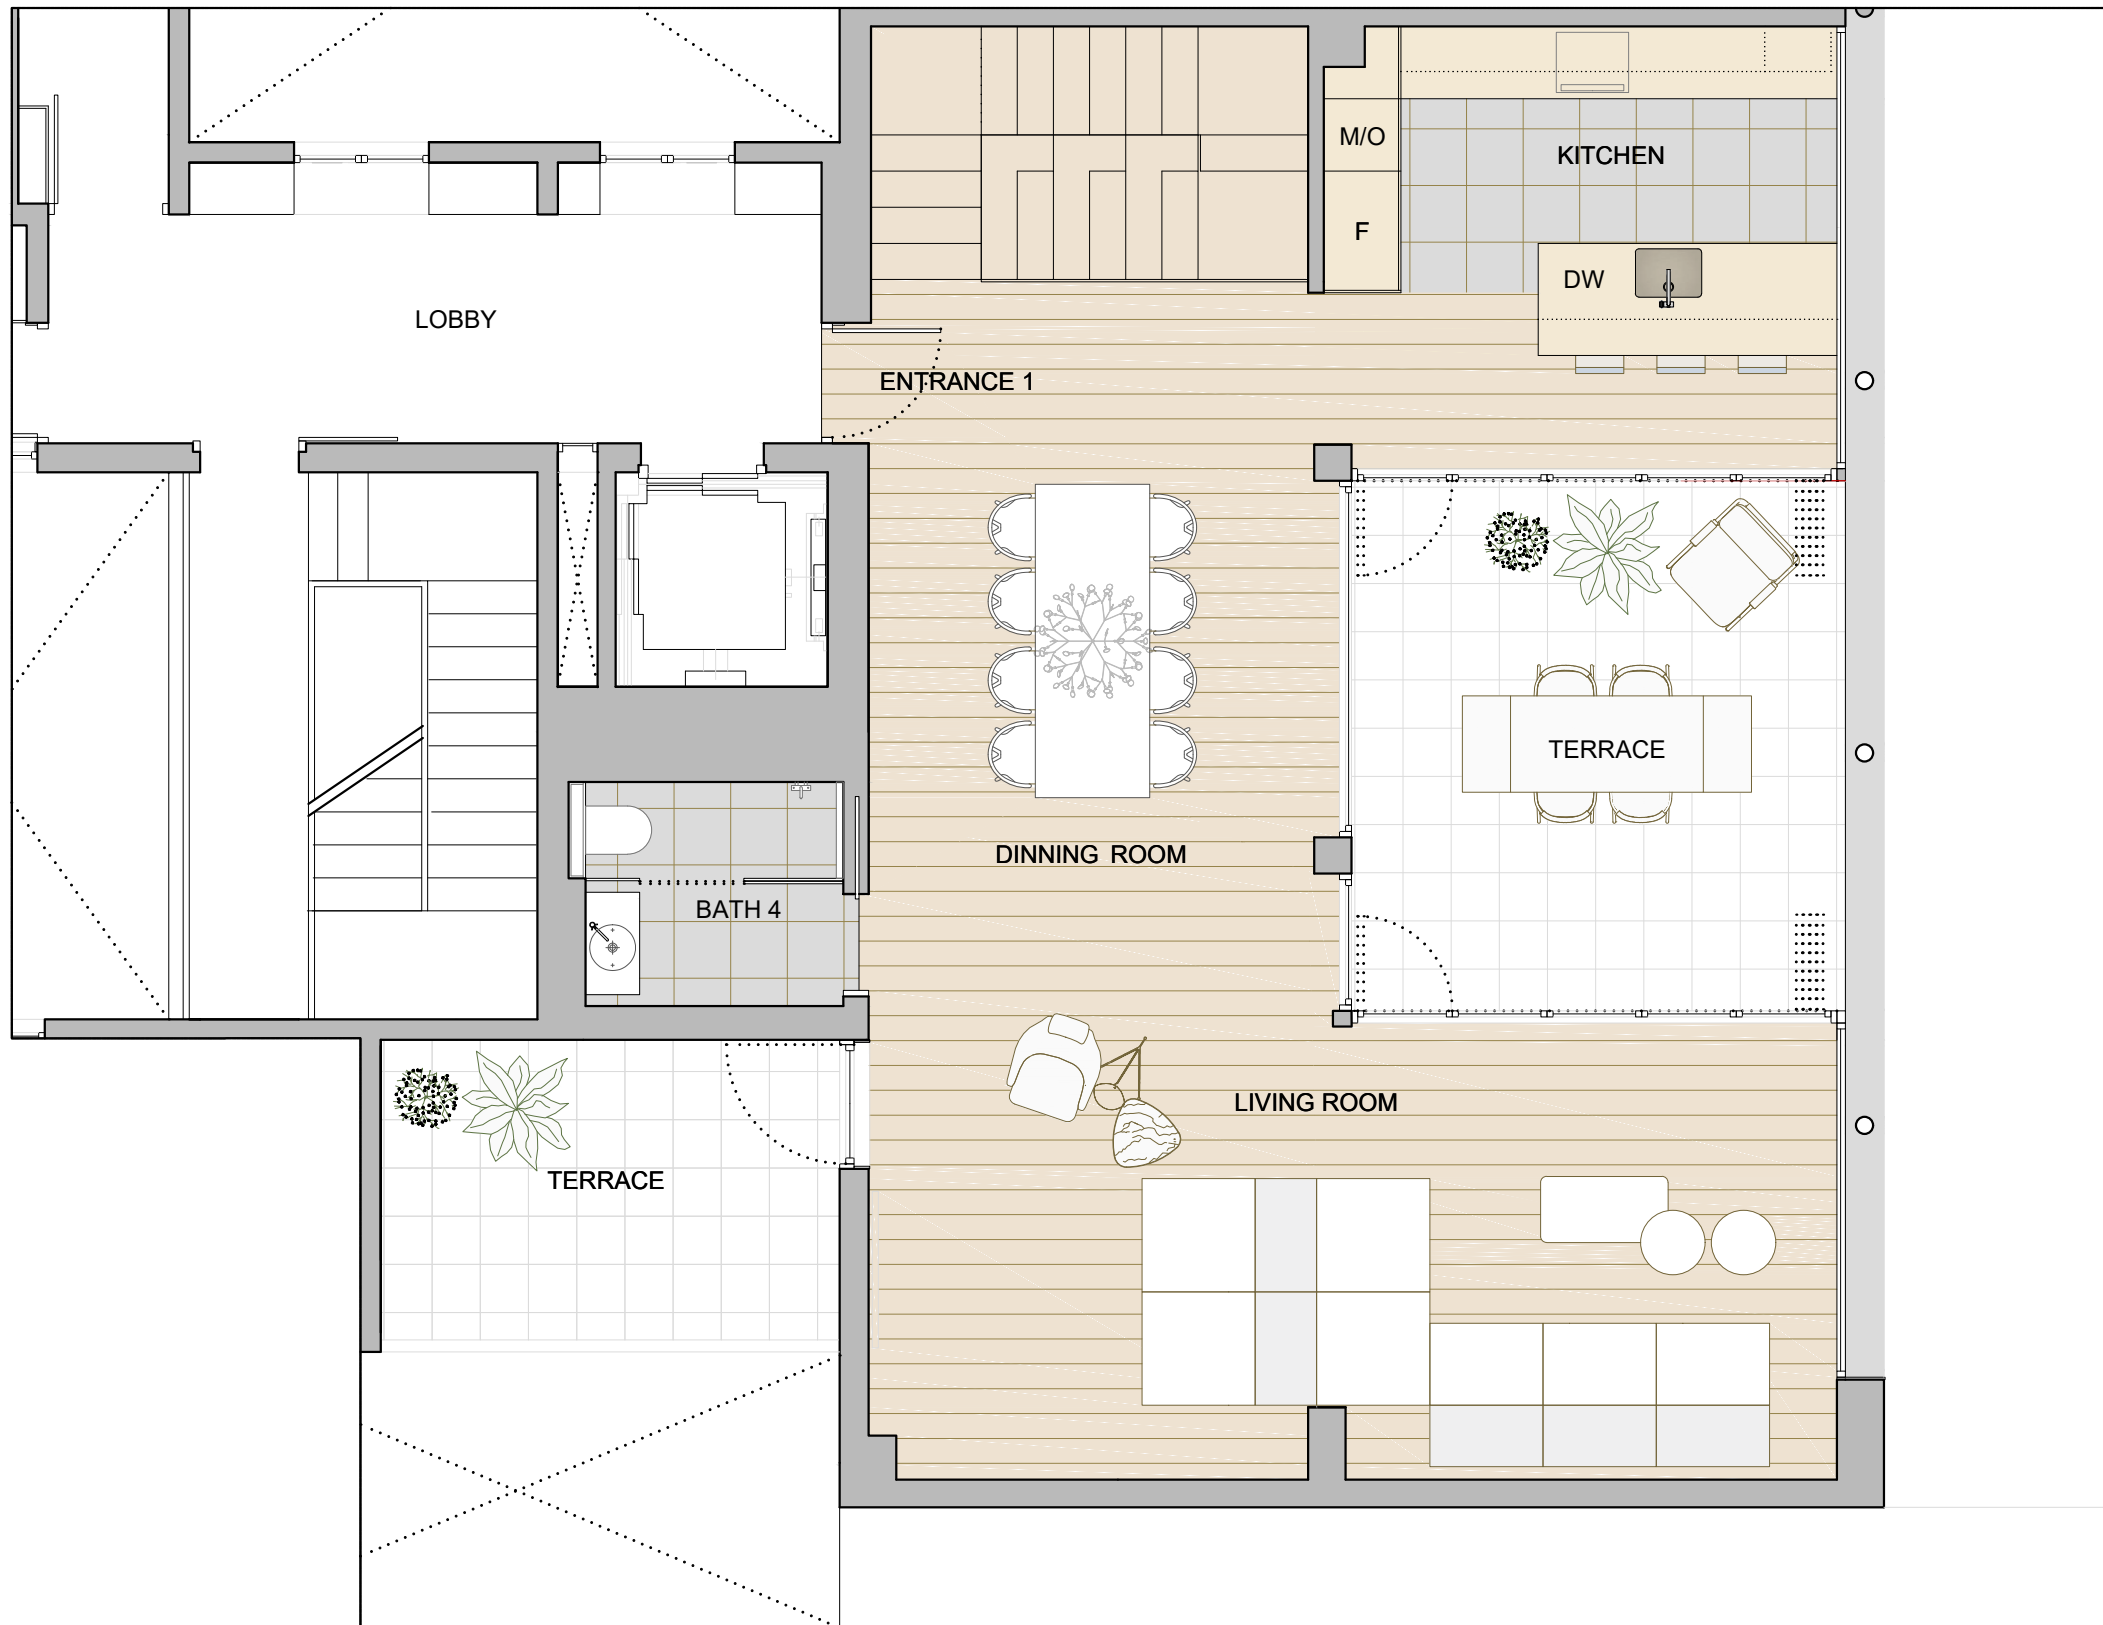 M/O
KITCHEN
F
DW
LOBBY
ENTRANCE 1
TERRACE
DINNING ROOM
BATH 4
LIVING ROOM
TERRACE